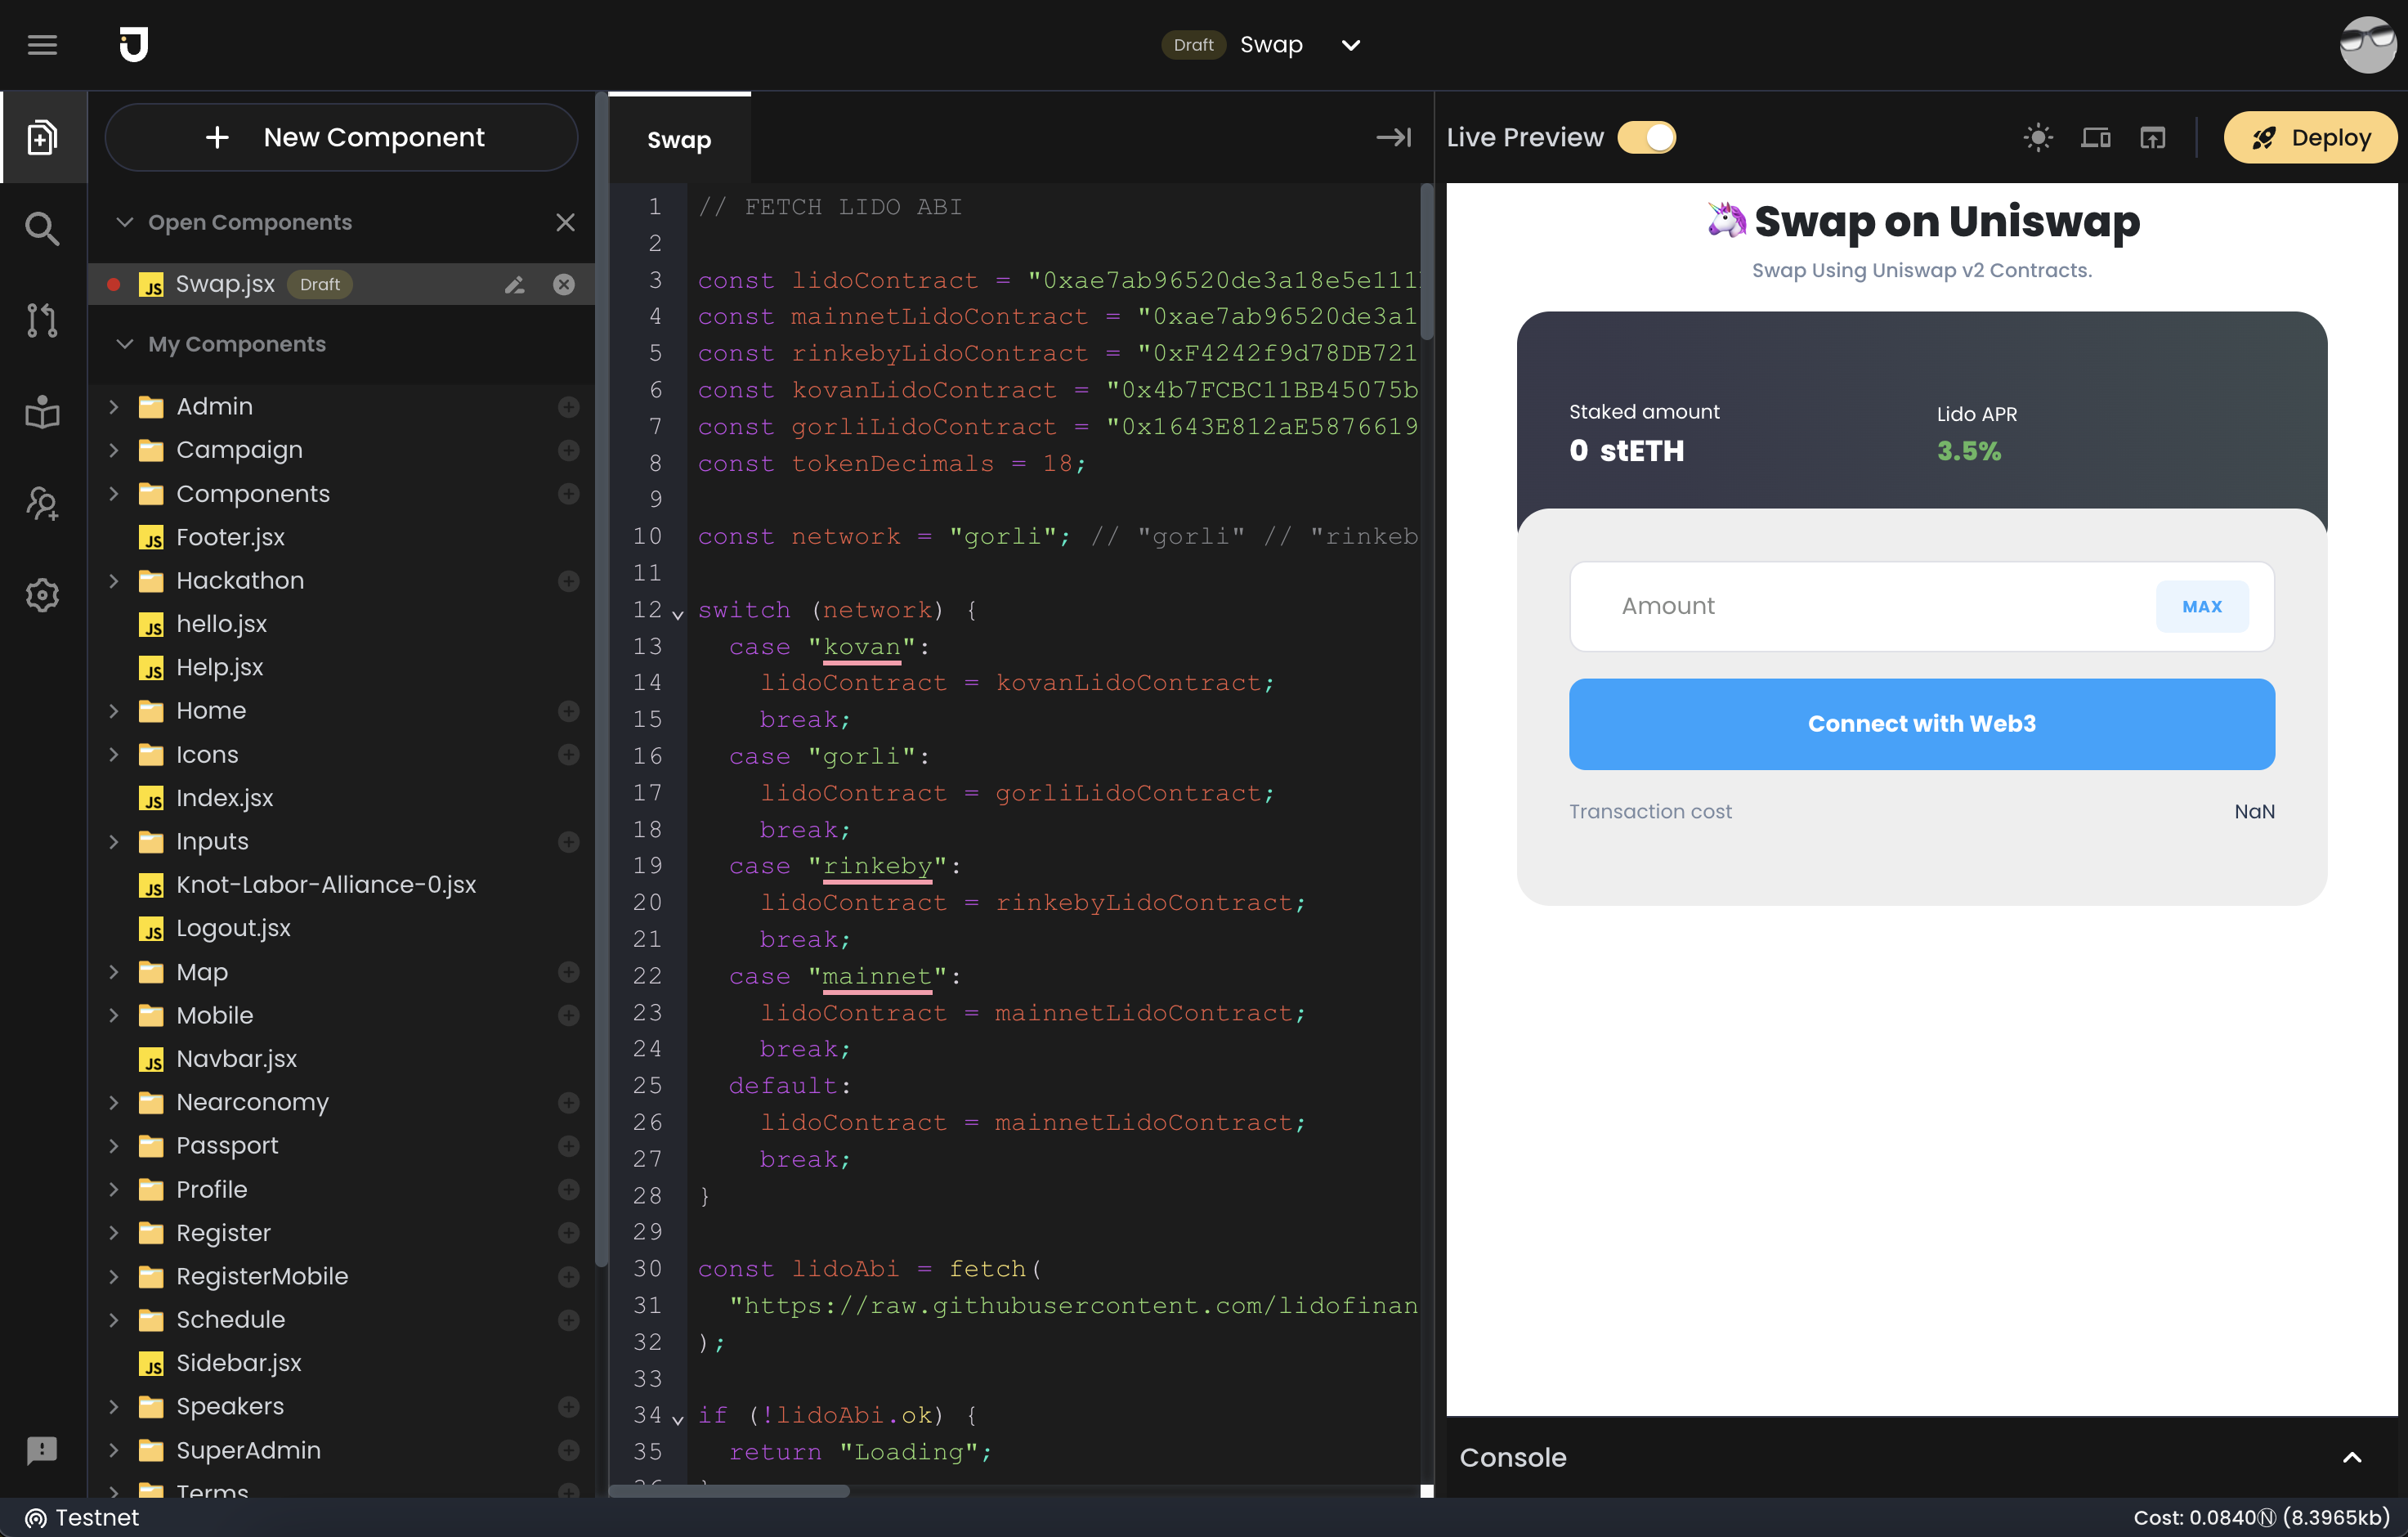 Draft Swap
New Component
Open Components
Swap.jsx Draft
My Components
Admin
Campaign
Components
Footer.jsx
Hackathon
hello.jsx
Help.jsx
Home
Icons
Index.jsx
Inputs
Knot-Labor-Alliance-0.jsx
Logout.jsx
Map
Mobile
Navbar.jsx
Nearconomy
Passport
Profile
Register
RegisterMobile
Schedule
Sidebar.jsx
Speakers
SuperAdmin
Terms
Swap
1 // FETCH LIDO ABI
2
3 const lidoContract = "0xae7ab96520de3a18e5e111
4 const mainnetLidoContract = "0xae7ab96520de3a1
5 const rinkebyLidoContract = "0xF4242f9d78DB721
6 const kovanLidoContract = "0x4b7FCBC11BB45075b
7 const gorliLidoContract = "0x1643E812aE5876619
8 const tokenDecimals = 18;
9
10 const network = "gorli"; // "gorli" // "rinkeb
11
12 switch (network) {
13 case "kovan":
14 lidoContract = kovanLidoContract;
15 break;
16 case "gorli":
17 lidoContract = gorliLidoContract;
18 break;
19 case "rinkeby":
20 lidoContract = rinkebyLidoContract;
21 break;
22 case "mainnet":
23 lidoContract = mainnetLidoContract;
24 break;
25 default:
26 lidoContract = mainnetLidoContract;
27 break;
28 }
29
30 const lidoAbi = fetch(
31 "https://raw.githubusercontent.com/lidofinan
32 );
33
34 if (!lidoAbi.ok) {
35 return "Loading";
Live Preview
Deploy
🦄 Swap on Uniswap
Swap Using Uniswap v2 Contracts.
Staked amount
0 stETH
Lido APR
3.5%
Amount
MAX
Connect with Web3
Transaction cost NaN
Console
Testnet
Cost: 0.0840Ⓝ (8.3965kb)